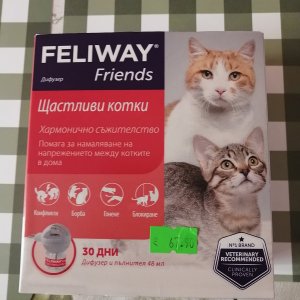 FELIWAY®
Дифузер
Friends
Щастливи котки
Хармонично съжителство
Помага за намаляване на
напрежението между котките
в дома
Конфликти Борба Гонене Блокиране
30 ДНИ
Дифузер и пълнител 48 мл
№1 BRAND
VETERINARY
RECOMMENDED
CLINICALLY
PROVEN